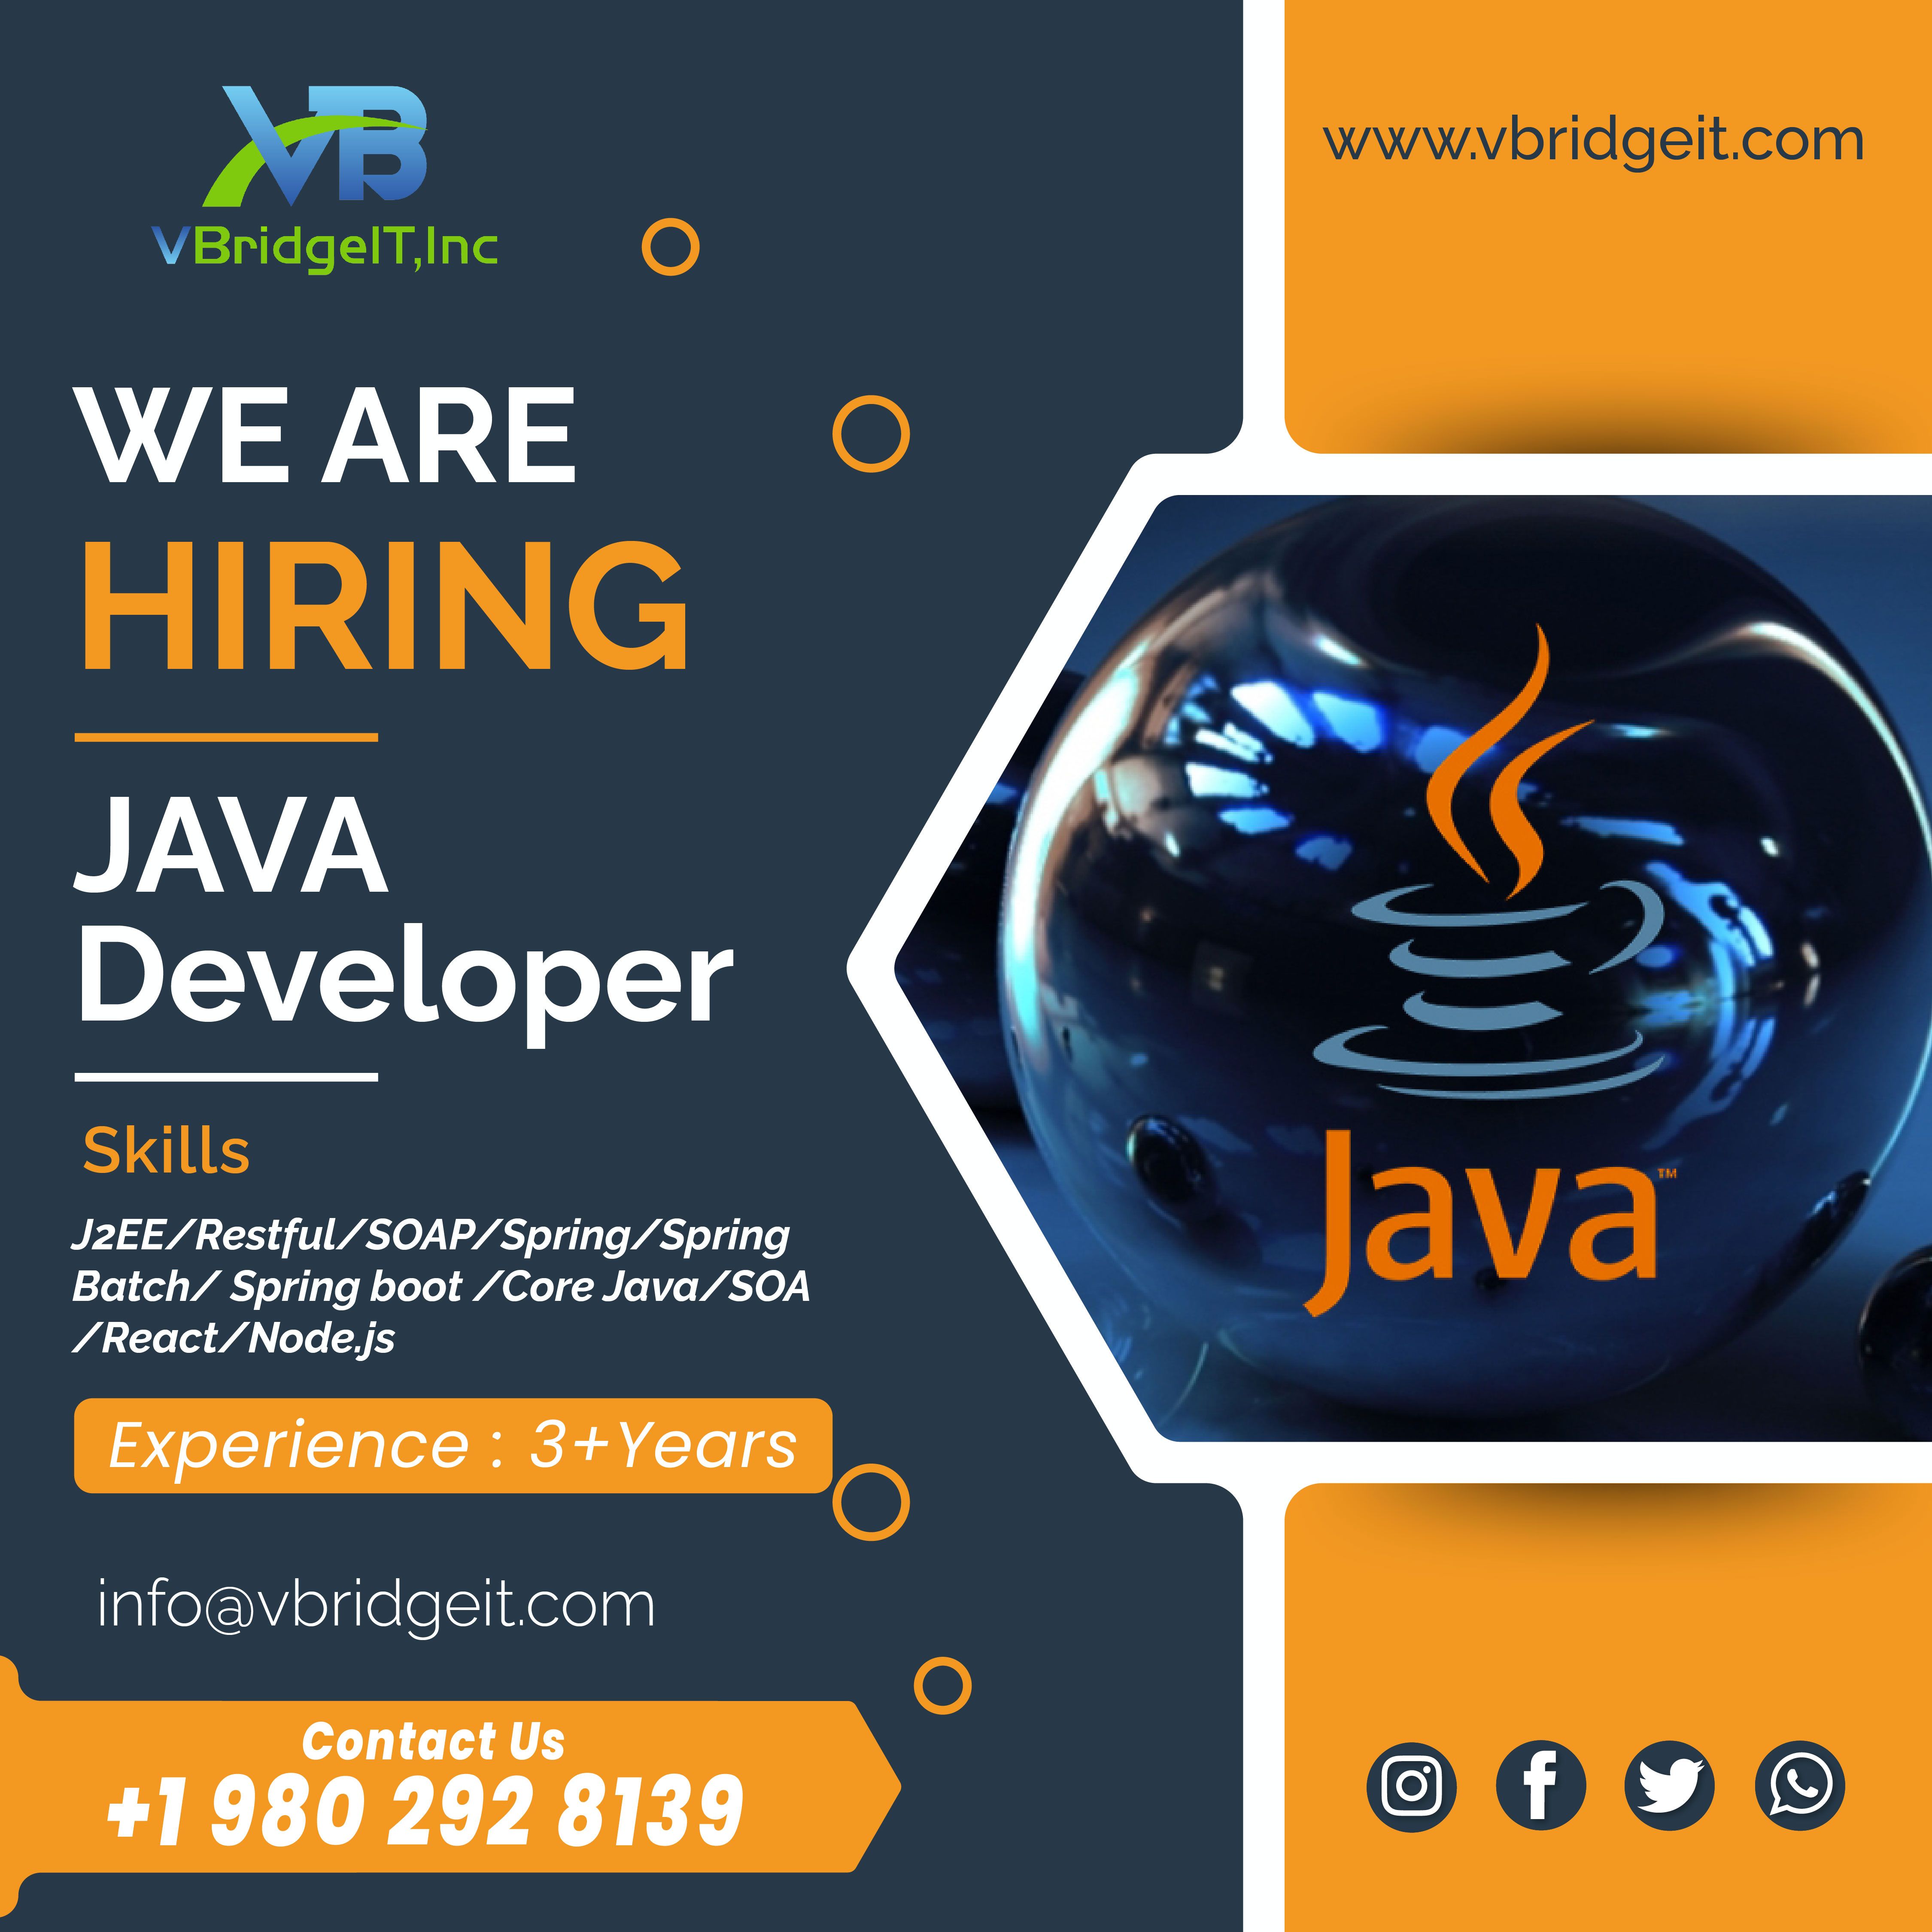 VB
VBridgeIT,Inc
www.vbridgeit.com
WE ARE
HIRING
JAVA
Developer
Skills
J2EE/Restful/SOAP/Spring/Spring
Batch/ Spring boot /Core Java/SOA
/React/Node.js
Experience : 3+Years
info@vbridgeit.com
Contact Us
+1 980 292 8139
Java™